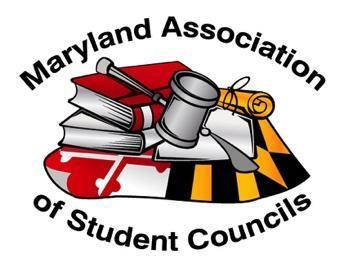 Maryland Association
of Student Councils